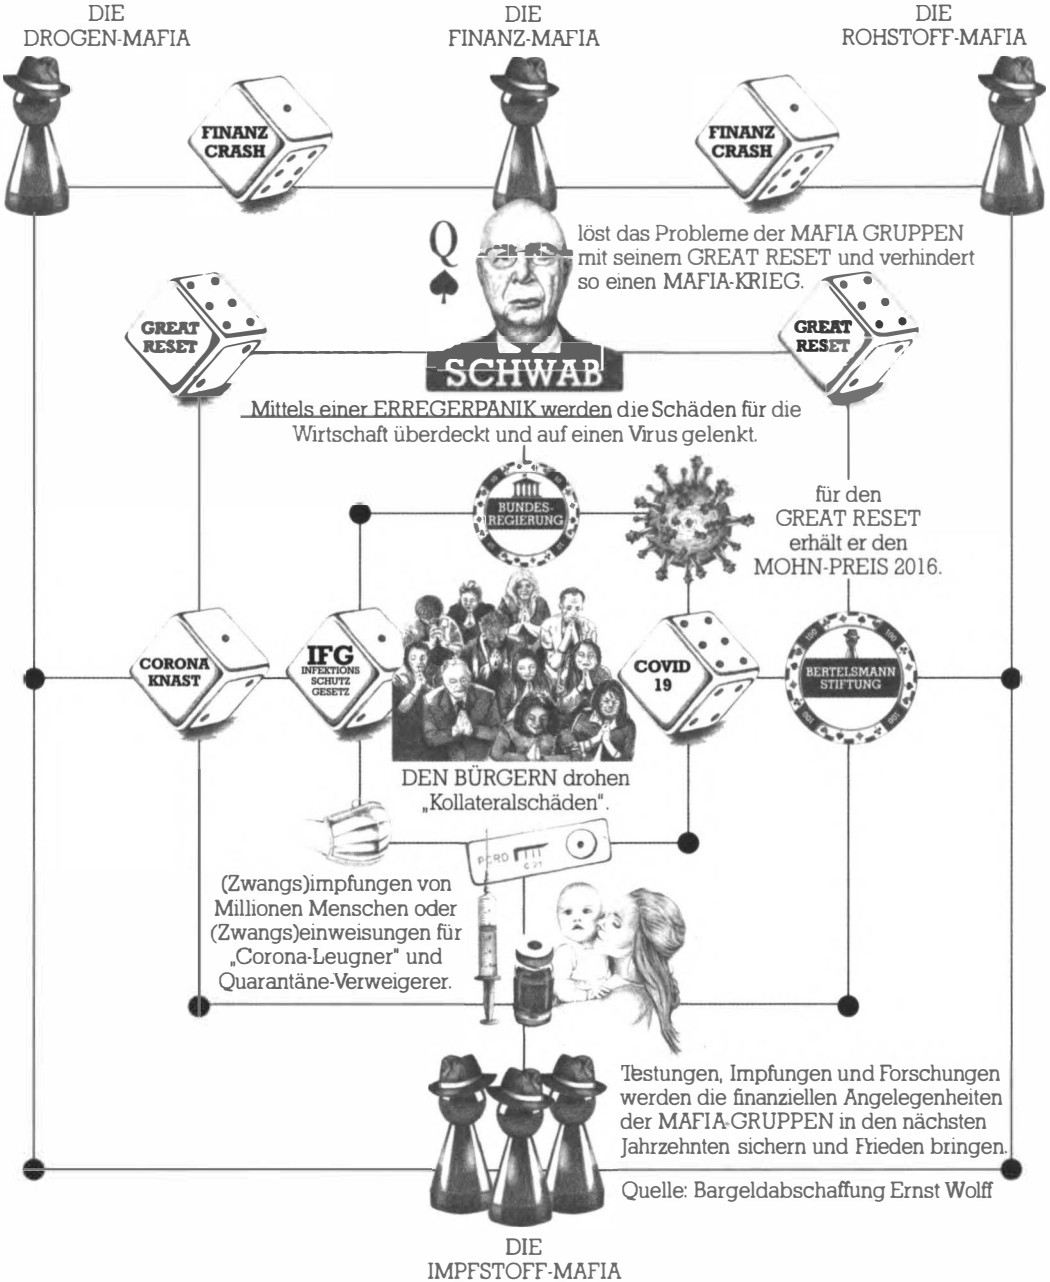 DIE
DROGEN-MAFIA
DIE
FINANZ-MAFIA
DIE
ROHSTOFF-MAFIA
FINANZ
CRASH
FINANZ
CRASH
Q
löst das Probleme der MAFIA GRUPPEN
mit seinem GREAT RESET und verhindert
so einen MAFIA-KRIEG.
GREAT
RESET
GREAT
RESET
SCHWAB
Mittels einer ERREGERPANIK werden die Schäden für die
Wirtschaft überdeckt und auf einen Virus gelenkt.
BUNDES-
REGIERUNG
für den
GREAT RESET
erhält er den
MOHN-PREIS 2016.
CORONA
KNAST
IFG
INFEKTIONS
SCHUTZ
GESETZ
COVID
19
100
100
BERTELSMANN
STIFTUNG
100
100
DEN BÜRGERN drohen
„Kollateralschäden".
PCRD
C 21
(Zwangs)impfungen von
Millionen Menschen oder
(Zwangs)einweisungen für
„Corona-Leugner" und
Quarantäne-Verweigerer.
Testungen, Impfungen und Forschungen
werden die finanziellen Angelegenheiten
der MAFIA-GRUPPEN in den nächsten
Jahrzehnten sichern und Frieden bringen.
Quelle: Bargeldabschaffung Ernst Wolff
DIE
IMPFSTOFF-MAFIA